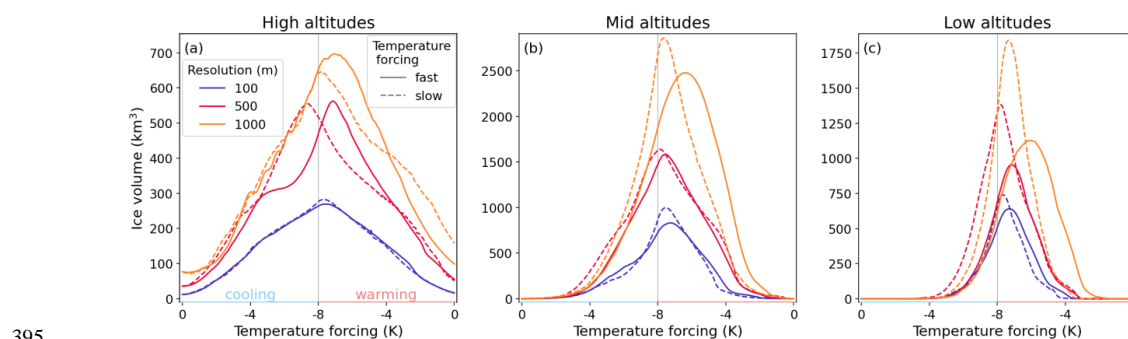 High altitudes
Mid altitudes
Low altitudes
(a)
Resolution (m)
100
500
1000
Temperature
forcing
fast
slow
(b)
(c)
Ice volume (km³)
700
600
500
400
300
200
100
0
2500
2000
1500
1000
500
0
1750
1500
1250
1000
750
500
250
0
cooling
warming
0 -4 -8 -4 0
0 -4 -8 -4 0
0 -4 -8 -4
Temperature forcing (K)
Temperature forcing (K)
Temperature forcing (K)
395